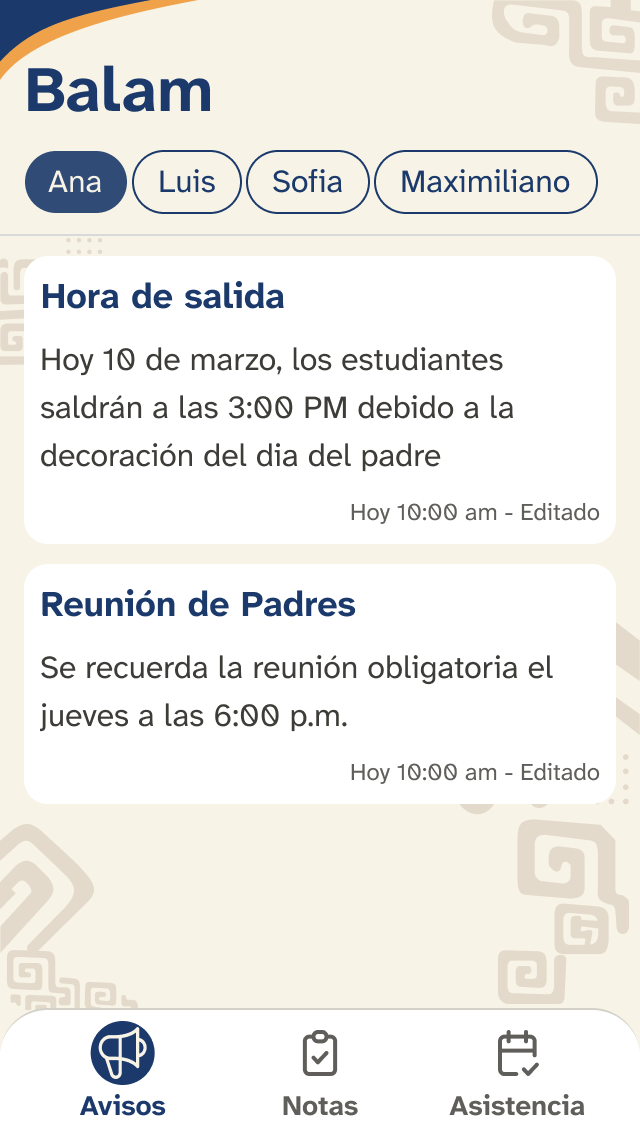 Balam
Ana
Luis
Sofia
Maximiliano
Hora de salida
Hoy 10 de marzo, los estudiantes
saldrán a las 3:00 PM debido a la
decoración del dia del padre
Hoy 10:00 am - Editado
Reunión de Padres
Se recuerda la reunión obligatoria el
jueves a las 6:00 p.m.
Hoy 10:00 am - Editado
Avisos
Notas
Asistencia